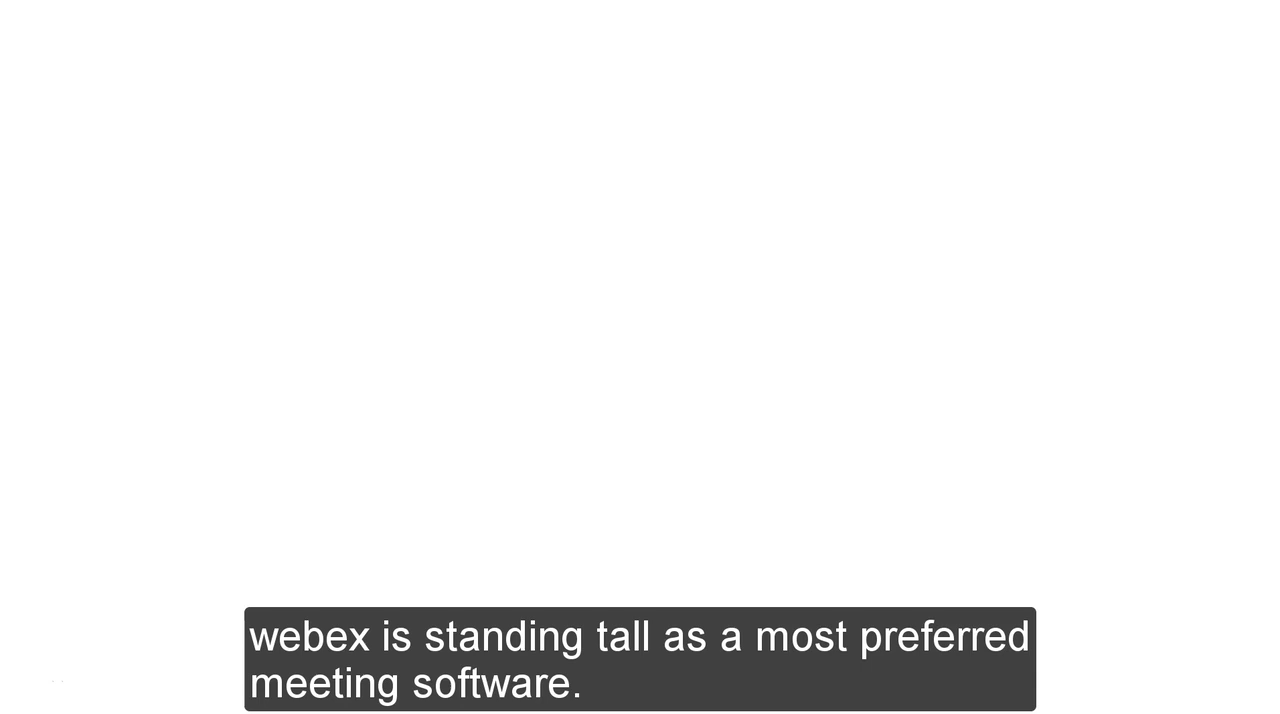 webex is standing tall as a most preferred
meeting software.